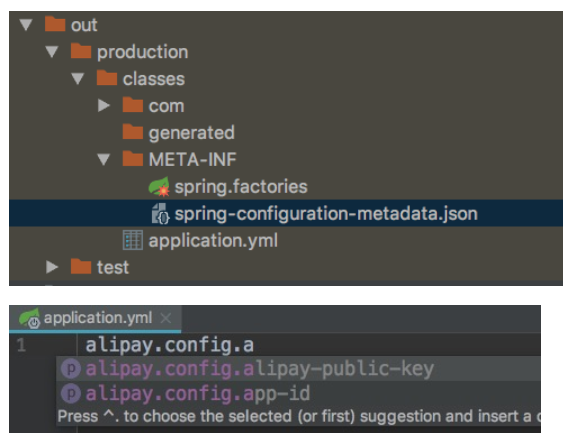 out
production
classes
com
generated
META-INF
spring.factories
spring-configuration-metadata.json
application.yml
test
application.yml
1 alipay.config.a
p alipay.config.alipay-public-key
p alipay.config.app-id
Press ^. to choose the selected (or first) suggestion and insert a